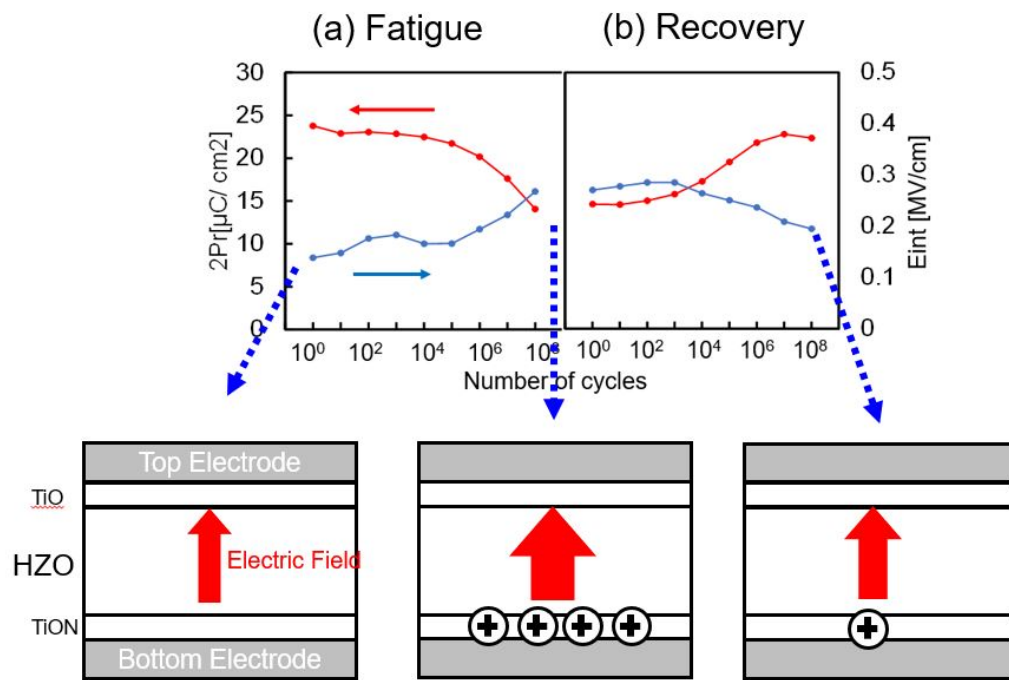 (a) Fatigue
(b) Recovery
2Pr[µC/ cm2]
30
25
20
15
10
5
0
0.5
0.4
0.3
0.2
0.1
0
Eint [MV/cm]
10⁰ 10² 10⁴ 10⁶ 10⁸
10⁰ 10² 10⁴ 10⁶ 10⁸
Number of cycles
Top Electrode
TiO
HZO
Electric Field
TiON
Bottom Electrode
+ + + +
+